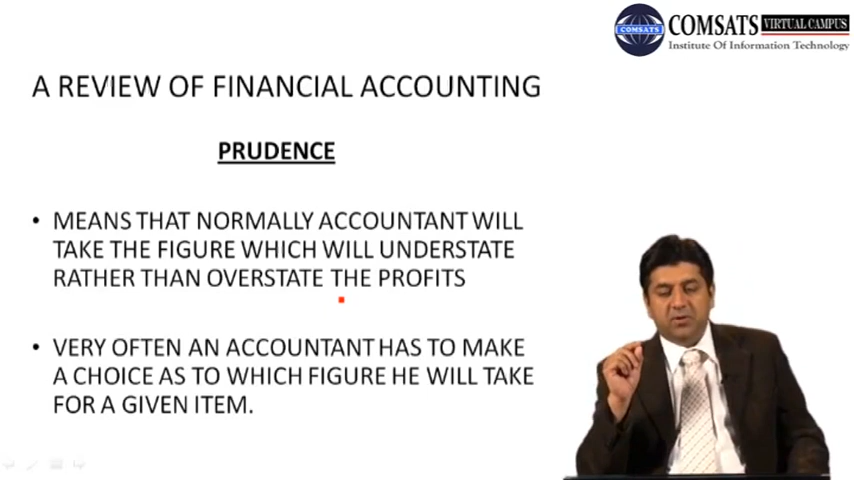 COMSATS VIRTUAL CAMPUS
COMSATS
Institute Of Information Technology
A REVIEW OF FINANCIAL ACCOUNTING
PRUDENCE
• MEANS THAT NORMALLY ACCOUNTANT WILL
TAKE THE FIGURE WHICH WILL UNDERSTATE
RATHER THAN OVERSTATE THE PROFITS
• VERY OFTEN AN ACCOUNTANT HAS TO MAKE
A CHOICE AS TO WHICH FIGURE HE WILL TAKE
FOR A GIVEN ITEM.